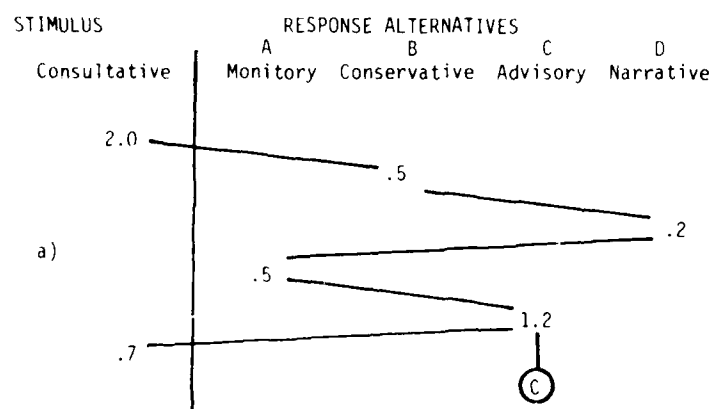 STIMULUS RESPONSE ALTERNATIVES
A B C D
Consultative Monitory Conservative Advisory Narrative
2.0
.5
.2
a)
.5
1.2
.7
C